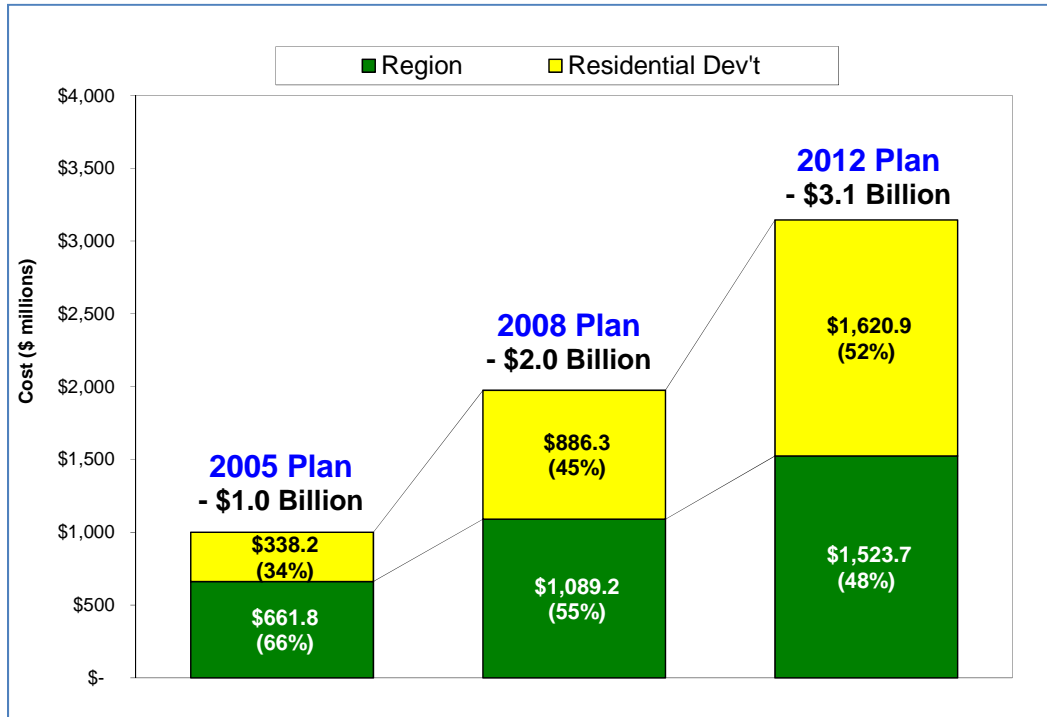 Region Residential Dev't
$4,000
$3,500
$3,000
$2,500
$2,000
$1,500
$1,000
$500
$-
Cost ($ millions)
2005 Plan
- $1.0 Billion
$338.2
(34%)
$661.8
(66%)
2008 Plan
- $2.0 Billion
$886.3
(45%)
$1,089.2
(55%)
2012 Plan
- $3.1 Billion
$1,620.9
(52%)
$1,523.7
(48%)